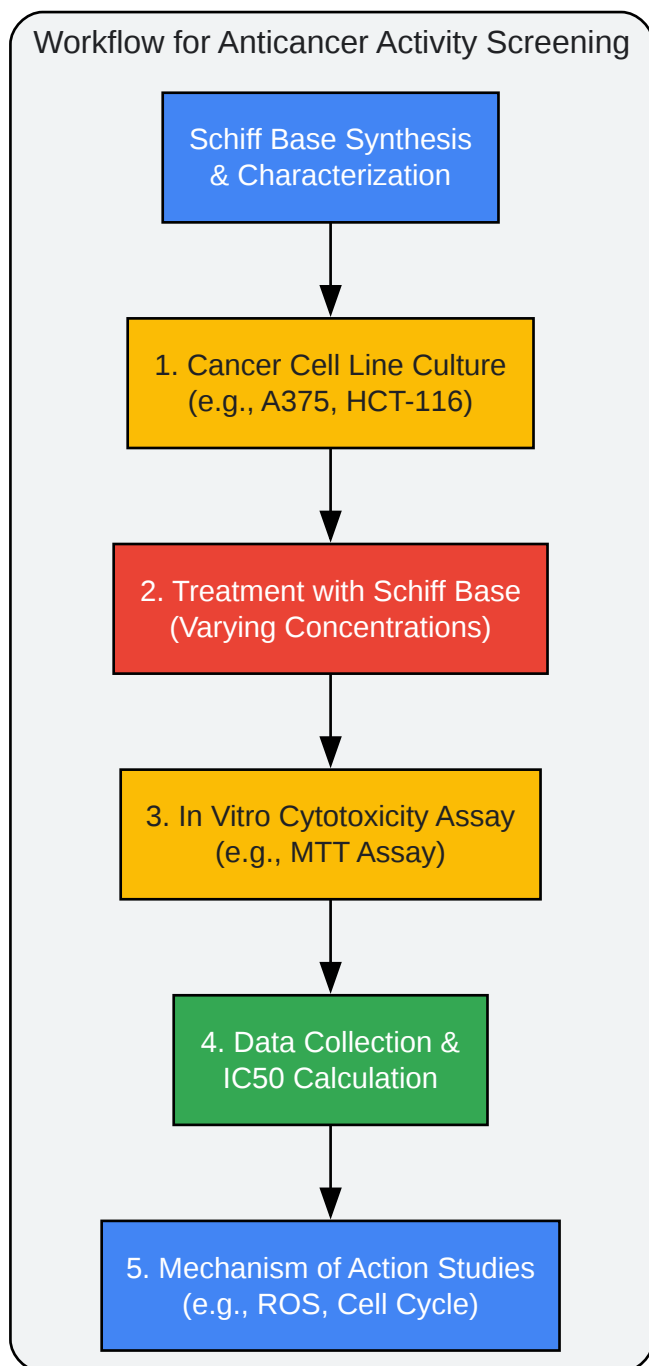 Workflow for Anticancer Activity Screening
Schiff Base Synthesis
& Characterization
1. Cancer Cell Line Culture
(e.g., A375, HCT-116)
2. Treatment with Schiff Base
(Varying Concentrations)
3. In Vitro Cytotoxicity Assay
(e.g., MTT Assay)
4. Data Collection &
IC50 Calculation
5. Mechanism of Action Studies
(e.g., ROS, Cell Cycle)